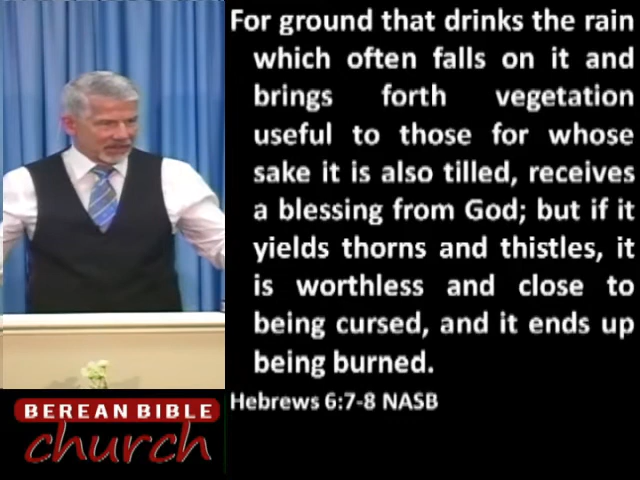 For ground that drinks the rain
which often falls on it and
brings forth vegetation
useful to those for whose
sake it is also tilled, receives
a blessing from God; but if it
yields thorns and thistles, it
is worthless and close to
being cursed, and it ends up
being burned.
Hebrews 6:7-8 NASB
BEREAN BIBLE
church